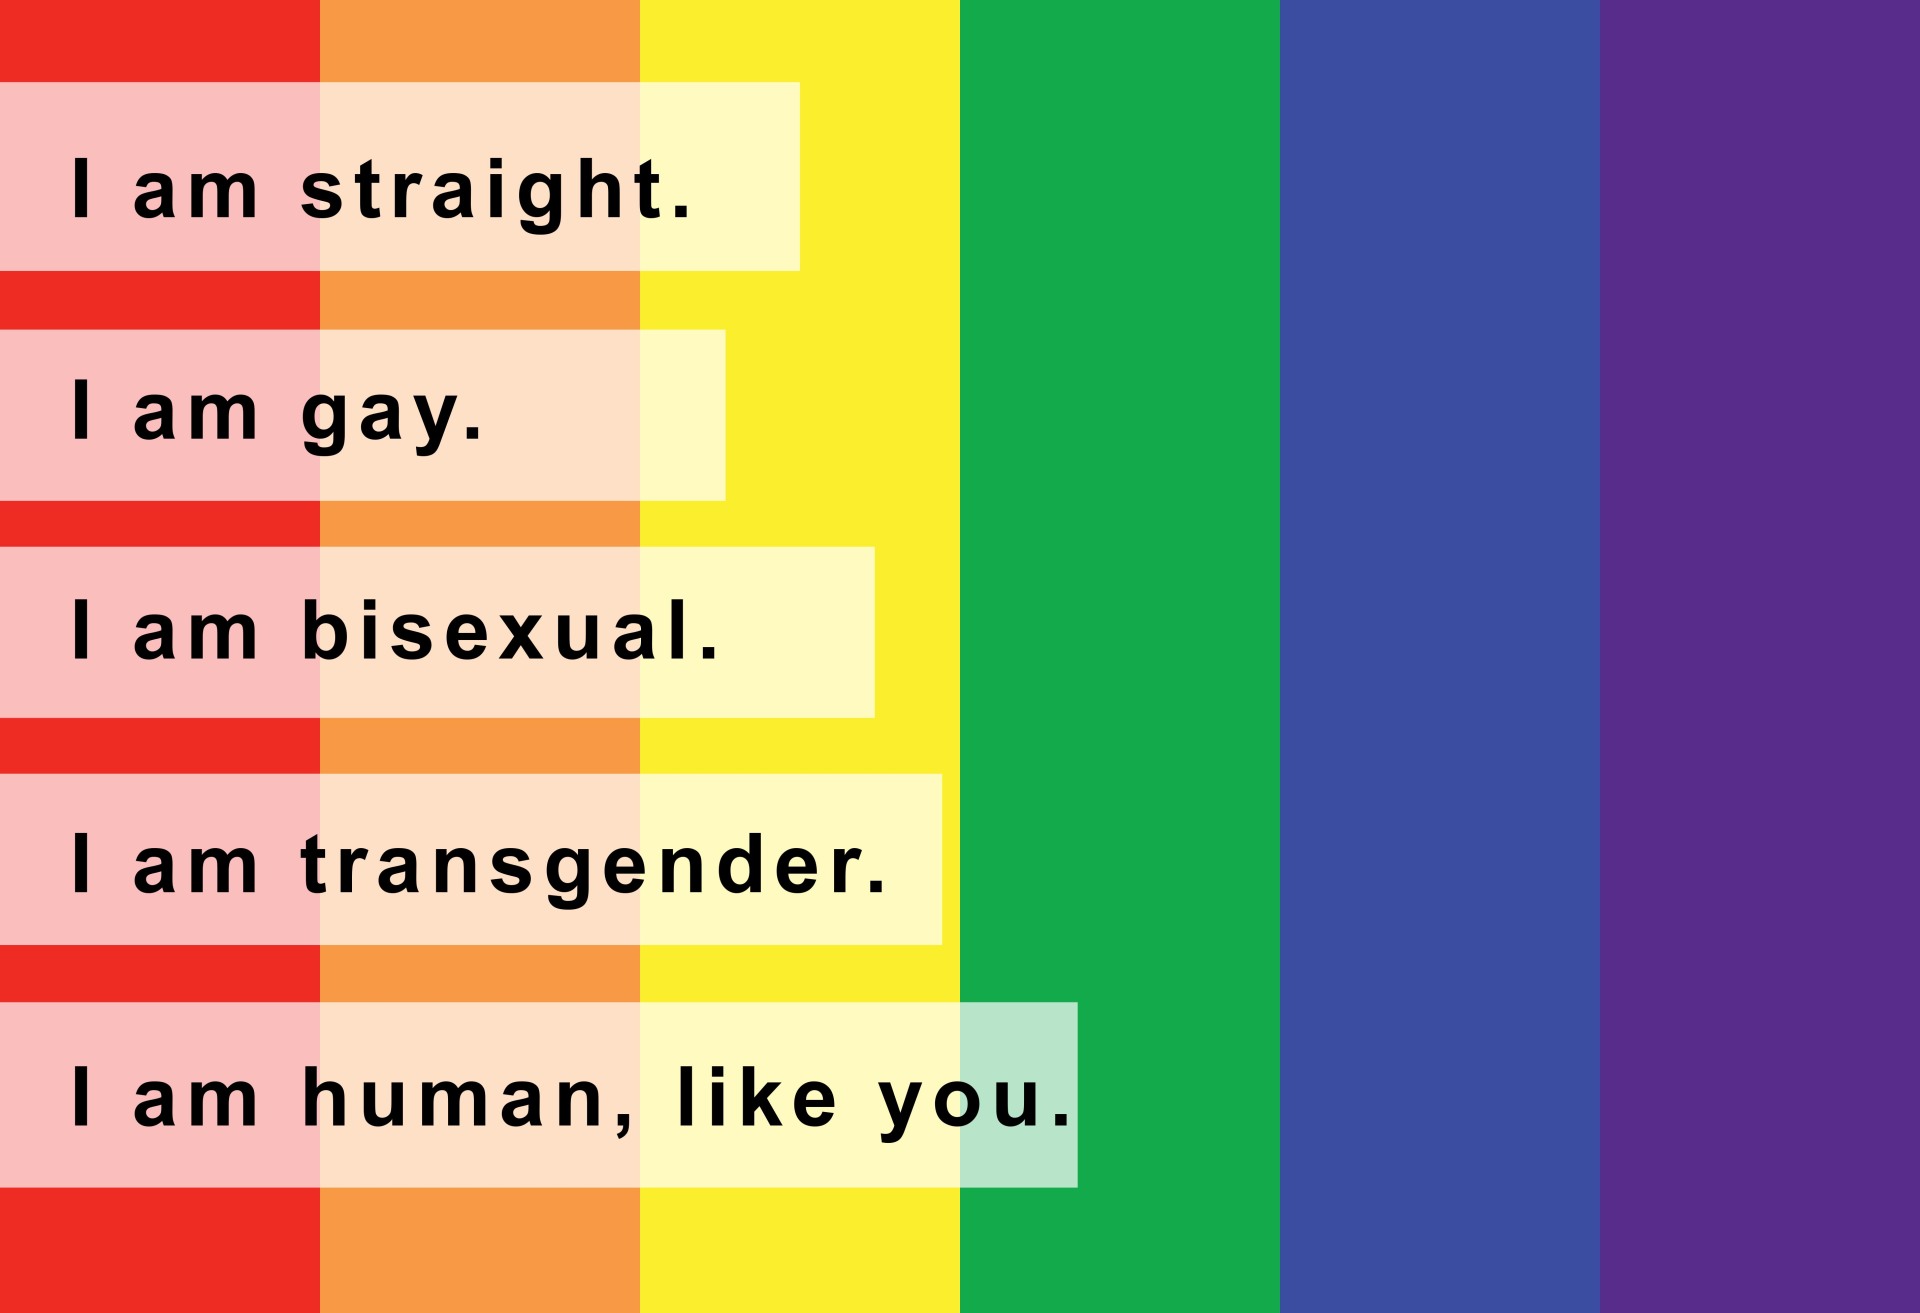 I am straight.
I am gay.
I am bisexual.
I am transgender.
I am human, like you.